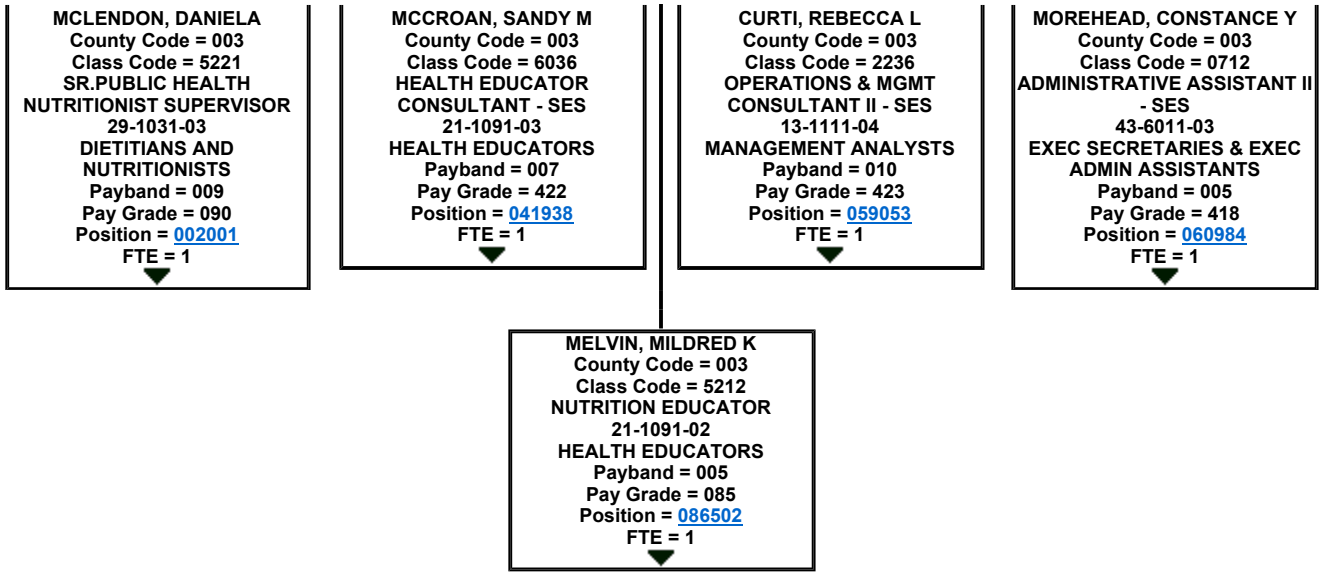 MCLENDON, DANIELA
County Code = 003
Class Code = 5221
SR.PUBLIC HEALTH
NUTRITIONIST SUPERVISOR
29-1031-03
DIETITIANS AND
NUTRITIONISTS
Payband = 009
Pay Grade = 090
Position = 002001
FTE = 1
MCCROAN, SANDY M
County Code = 003
Class Code = 6036
HEALTH EDUCATOR
CONSULTANT - SES
21-1091-03
HEALTH EDUCATORS
Payband = 007
Pay Grade = 422
Position = 041938
FTE = 1
CURTI, REBECCA L
County Code = 003
Class Code = 2236
OPERATIONS & MGMT
CONSULTANT II - SES
13-1111-04
MANAGEMENT ANALYSTS
Payband = 010
Pay Grade = 423
Position = 059053
FTE = 1
MOREHEAD, CONSTANCE Y
County Code = 003
Class Code = 0712
ADMINISTRATIVE ASSISTANT II
- SES
43-6011-03
EXEC SECRETARIES & EXEC
ADMIN ASSISTANTS
Payband = 005
Pay Grade = 418
Position = 060984
FTE = 1
MELVIN, MILDRED K
County Code = 003
Class Code = 5212
NUTRITION EDUCATOR
21-1091-02
HEALTH EDUCATORS
Payband = 005
Pay Grade = 085
Position = 086502
FTE = 1